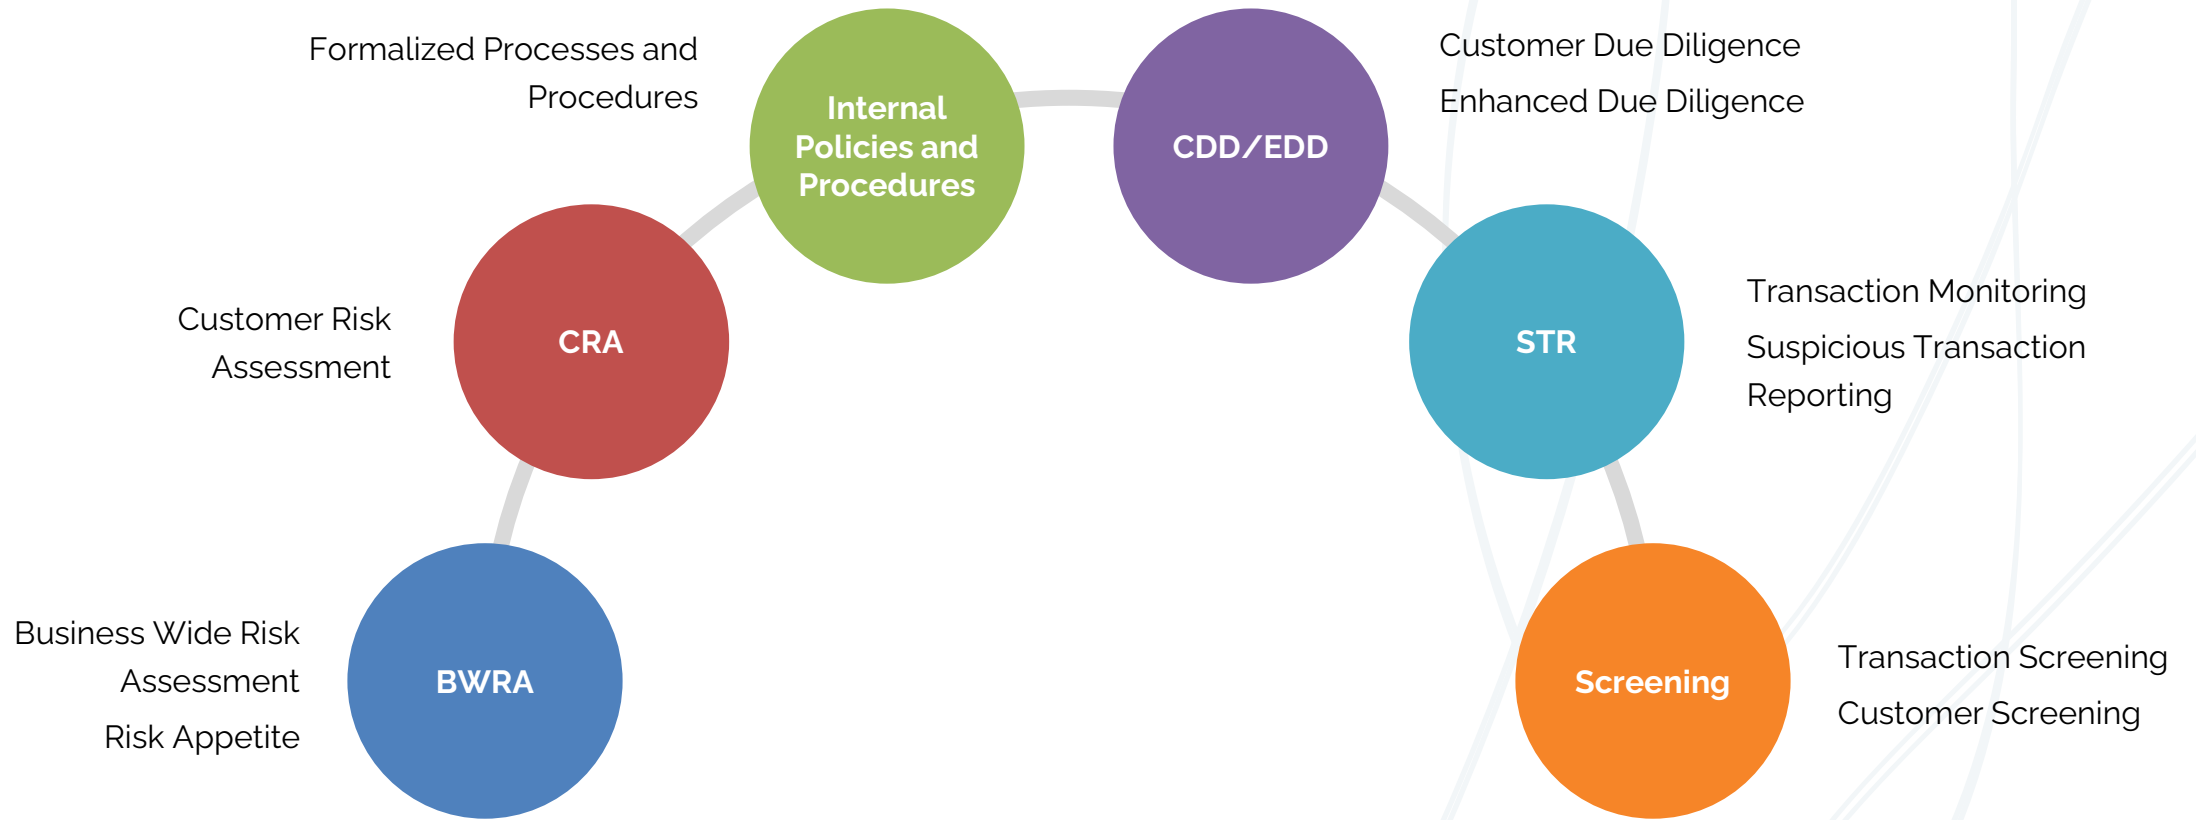 Formalized Processes and
Procedures
Internal
Policies and
Procedures
CDD/EDD
Customer Due Diligence
Enhanced Due Diligence
Customer Risk
Assessment
CRA
STR
Transaction Monitoring
Suspicious Transaction
Reporting
Business Wide Risk
Assessment
Risk Appetite
BWRA
Screening
Transaction Screening
Customer Screening